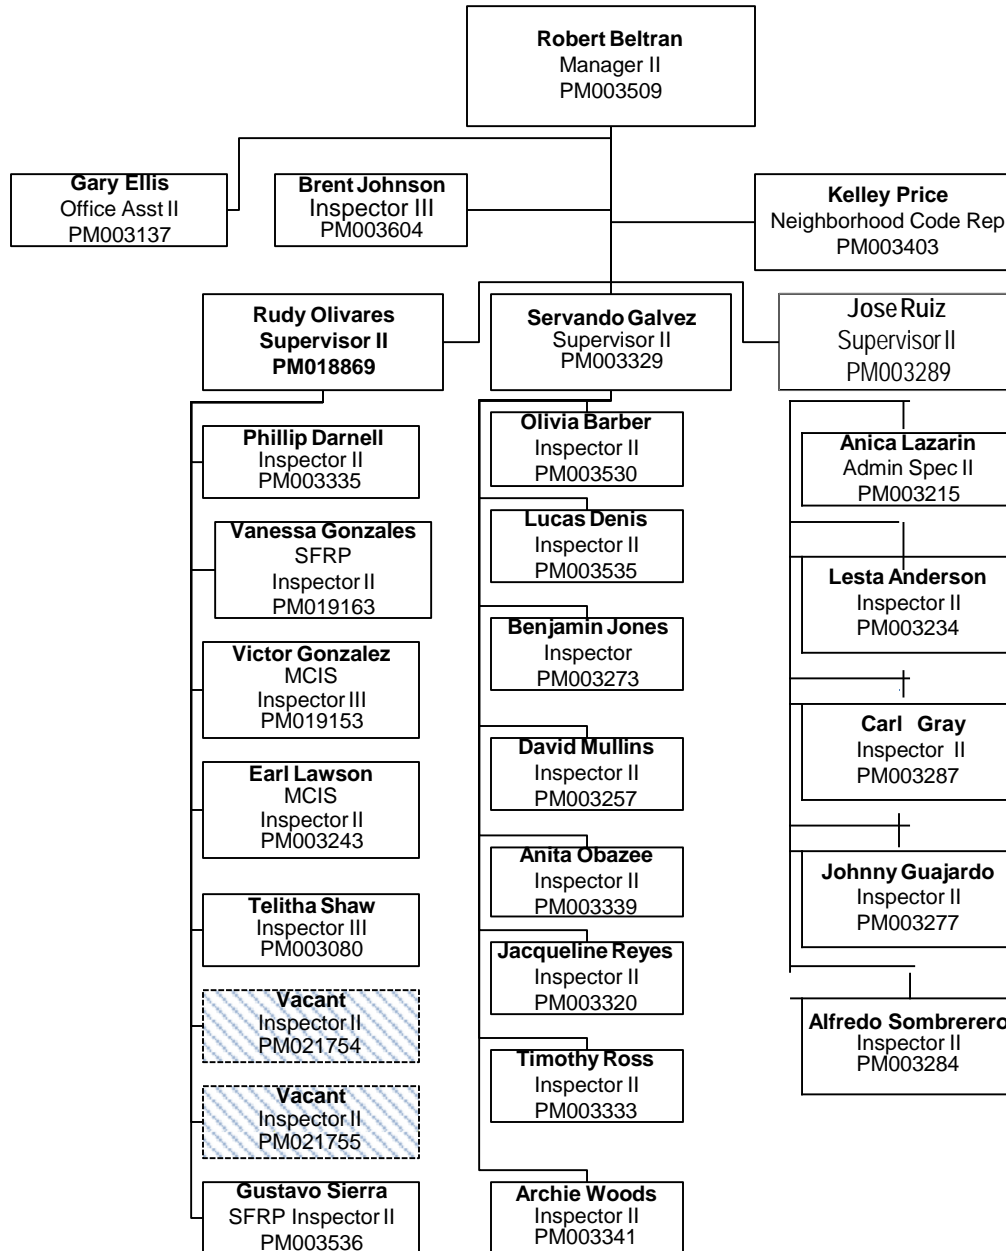 Robert Beltran
Manager II
PM003509
Gary Ellis
Office Asst II
PM003137
Brent Johnson
Inspector III
PM003604
Kelley Price
Neighborhood Code Rep
PM003403
Rudy Olivares
Supervisor II
PM018869
Servando Galvez
Supervisor II
PM003329
Jose Ruiz
Supervisor II
PM003289
Phillip Darnell
Inspector II
PM003335
Vanessa Gonzales
SFRP
Inspector II
PM019163
Victor Gonzalez
MCIS
Inspector III
PM019153
Earl Lawson
MCIS
Inspector II
PM003243
Telitha Shaw
Inspector III
PM003080
Vacant
Inspector II
PM021754
Vacant
Inspector II
PM021755
Gustavo Sierra
SFRP Inspector II
PM003536
Olivia Barber
Inspector II
PM003530
Lucas Denis
Inspector II
PM003535
Benjamin Jones
Inspector
PM003273
David Mullins
Inspector II
PM003257
Anita Obazee
Inspector II
PM003339
Jacqueline Reyes
Inspector II
PM003320
Timothy Ross
Inspector II
PM003333
Archie Woods
Inspector II
PM003341
Anica Lazarin
Admin Spec II
PM003215
Lesta Anderson
Inspector II
PM003234
Carl Gray
Inspector II
PM003287
Johnny Guajardo
Inspector II
PM003277
Alfredo Sombrerero
Inspector II
PM003284